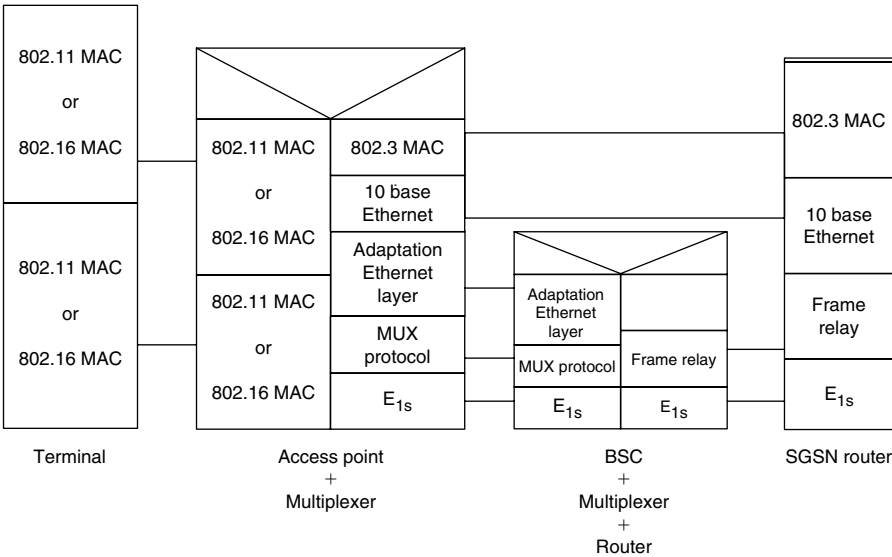 802.11 MAC
or
802.16 MAC
802.11 MAC
or
802.16 MAC
Terminal
802.11 MAC
or
802.16 MAC
802.11 MAC
or
802.16 MAC
802.3 MAC
10 base
Ethernet
Adaptation
Ethernet
layer
MUX
protocol
E1s
Access point
+
Multiplexer
Adaptation
Ethernet
layer
MUX protocol
E1s
Frame relay
E1s
BSC
+
Multiplexer
+
Router
802.3 MAC
10 base
Ethernet
Frame
relay
E1s
SGSN router